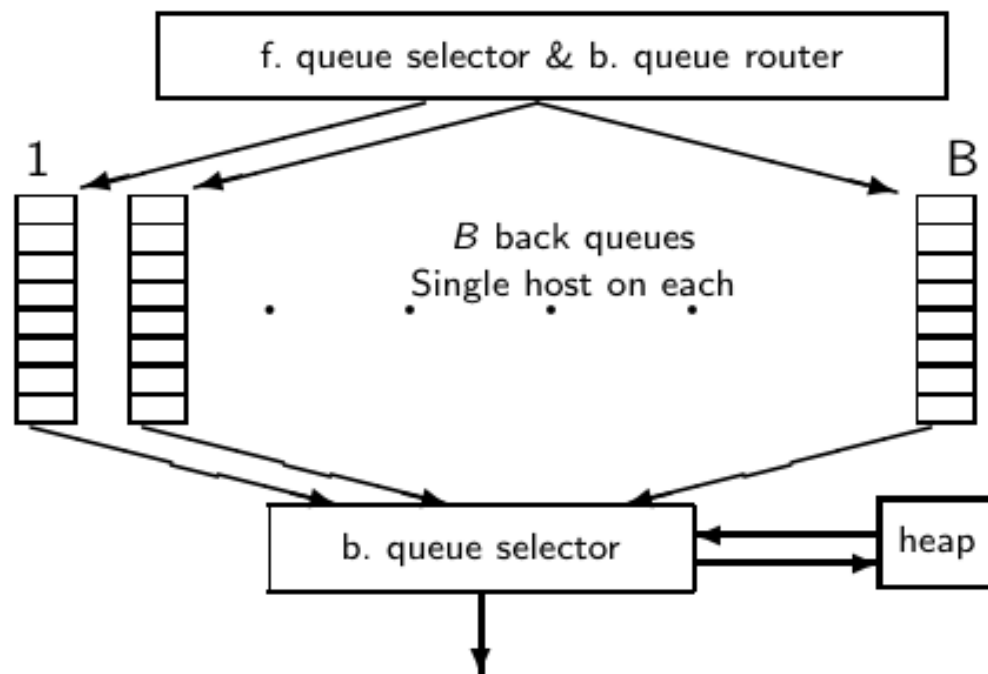 f. queue selector & b. queue router
1
B
B back queues
Single host on each
b. queue selector
heap